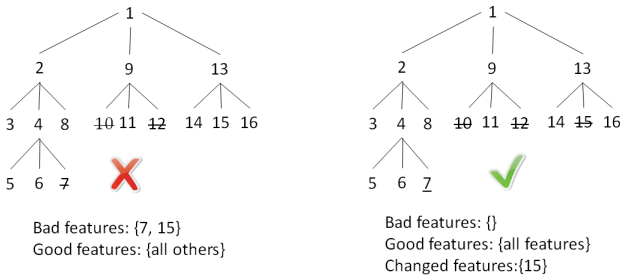 1
2 9 13
3 4 8 10 11 12 14 15 16
5 6 7
Bad features: {7, 15}
Good features: {all others}
1
2 9 13
3 4 8 10 11 12 14 15 16
5 6 7
Bad features: {}
Good features: {all features}
Changed features:{15}